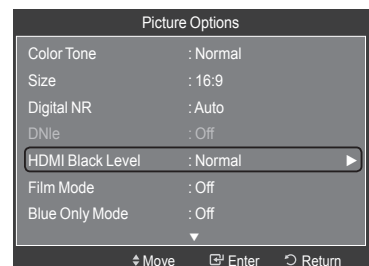 Picture Options
Color Tone : Normal
Size : 16:9
Digital NR : Auto
DNIe : Off
HDMI Black Level : Normal ►
Film Mode : Off
Blue Only Mode : Off
▼
Move Enter Return